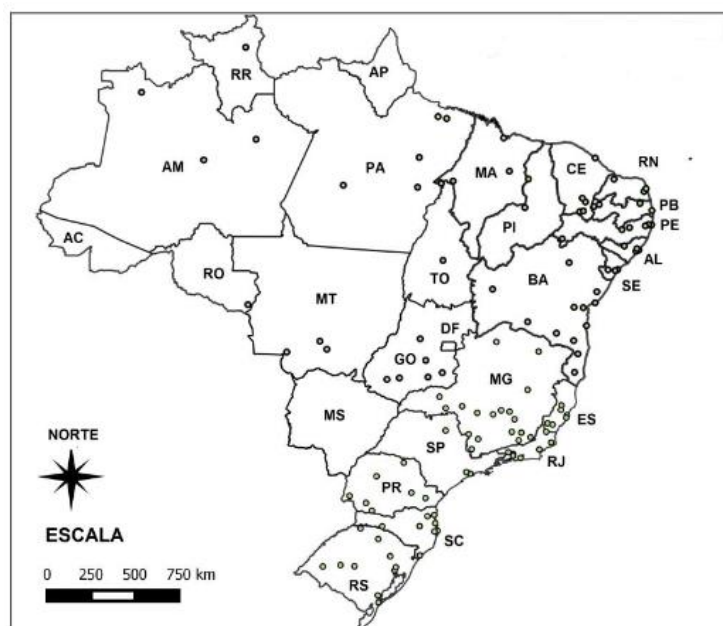 RR
AP
AM
PA
MA
CE
RN
PB
PE
PI
AC
AL
SE
RO
TO
BA
MT
DF
GO
MG
MS
ES
SP
RJ
NORTE
PR
ESCALA
SC
0 250 500 750 km
RS